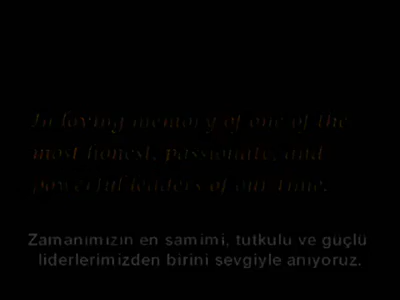 In loving memory of one of the
most honest, passionate, and
powerful leaders of our time.
Zamanımızın en samimi, tutkulu ve güçlü
liderlerimizden birini sevgiyle anıyoruz.